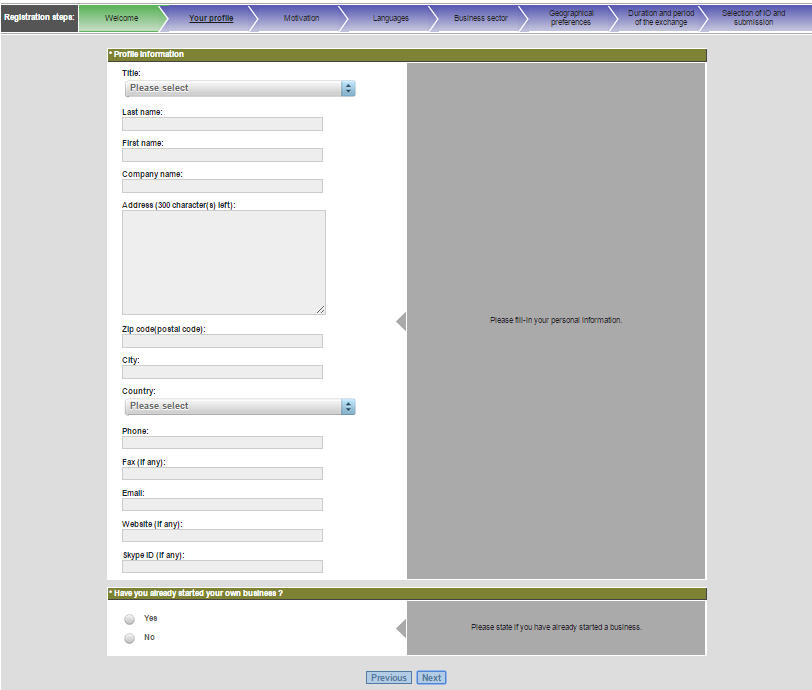 Registration steps:
Welcome
Your profile
Motivation
Languages
Business sector
Geographical
preferences
Duration and period
of the exchange
Selection of IO and
submission
* Profile information
Title:
Please select
Last name:
First name:
Company name:
Address (300 character(s) left):
Zip code(postal code):
City:
Country:
Please select
Phone:
Fax (if any):
Email:
Website (if any):
Skype ID (if any):
Please fill-in your personal information.
* Have you already started your own business ?
Yes
No
Please state if you have already started a business.
Previous
Next